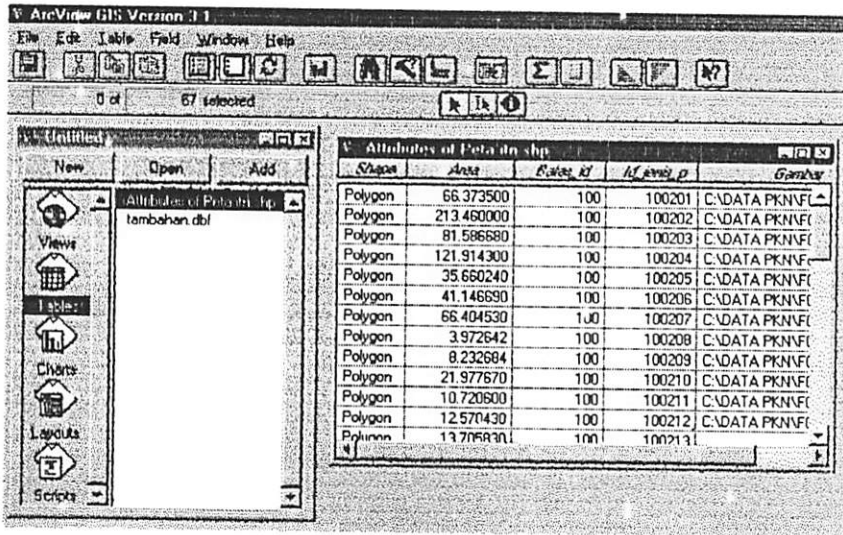 ArcView GIS Version 3.1
File Edit Table Field Window Help
0 of 67 selected
Untitled
New Open Add
Views
Tables
Charts
Layouts
Scripts
Attributes of Peta
tambahan.dbf
Attributes of Peta .shp
Shape Area Batas_id Id_jenis_p Gambar
Polygon 66.373500 100 100201 C:\DATA PKN\F(
Polygon 213.460000 100 100202 C:\DATA PKN\F(
Polygon 81.586680 100 100203 C:\DATA PKN\F(
Polygon 121.914300 100 100204 C:\DATA PKN\F(
Polygon 35.660240 100 100205 C:\DATA PKN\F(
Polygon 41.146690 100 100206 C:\DATA PKN\F(
Polygon 66.404530 100 100207 C:\DATA PKN\F(
Polygon 3.972642 100 100208 C:\DATA PKN\F(
Polygon 8.232684 100 100209 C:\DATA PKN\F(
Polygon 21.977670 100 100210 C:\DATA PKN\F(
Polygon 10.720600 100 100211 C:\DATA PKN\F(
Polygon 12.570430 100 100212 C:\DATA PKN\F(
Polygon 13.705830 100 100213